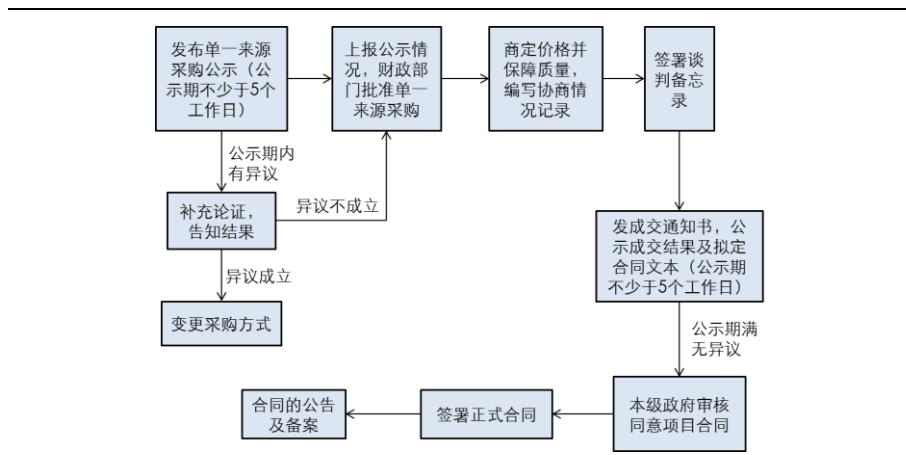 发布单一来源
采购公示（公
示期不少于5个
工作日）
上报公示情
况，财政部
门批准单一
来源采购
商定价格并
保障质量，
编写协商情
况记录
签署谈
判备忘
录
公示期内
有异议
补充论证，
告知结果
异议不成立
异议成立
变更采购方式
发成交通知书，公
示成交结果及拟定
合同文本（公示期
不少于5个工作日）
公示期满
无异议
本级政府审核
同意项目合同
签署正式合同
合同的公告
及备案